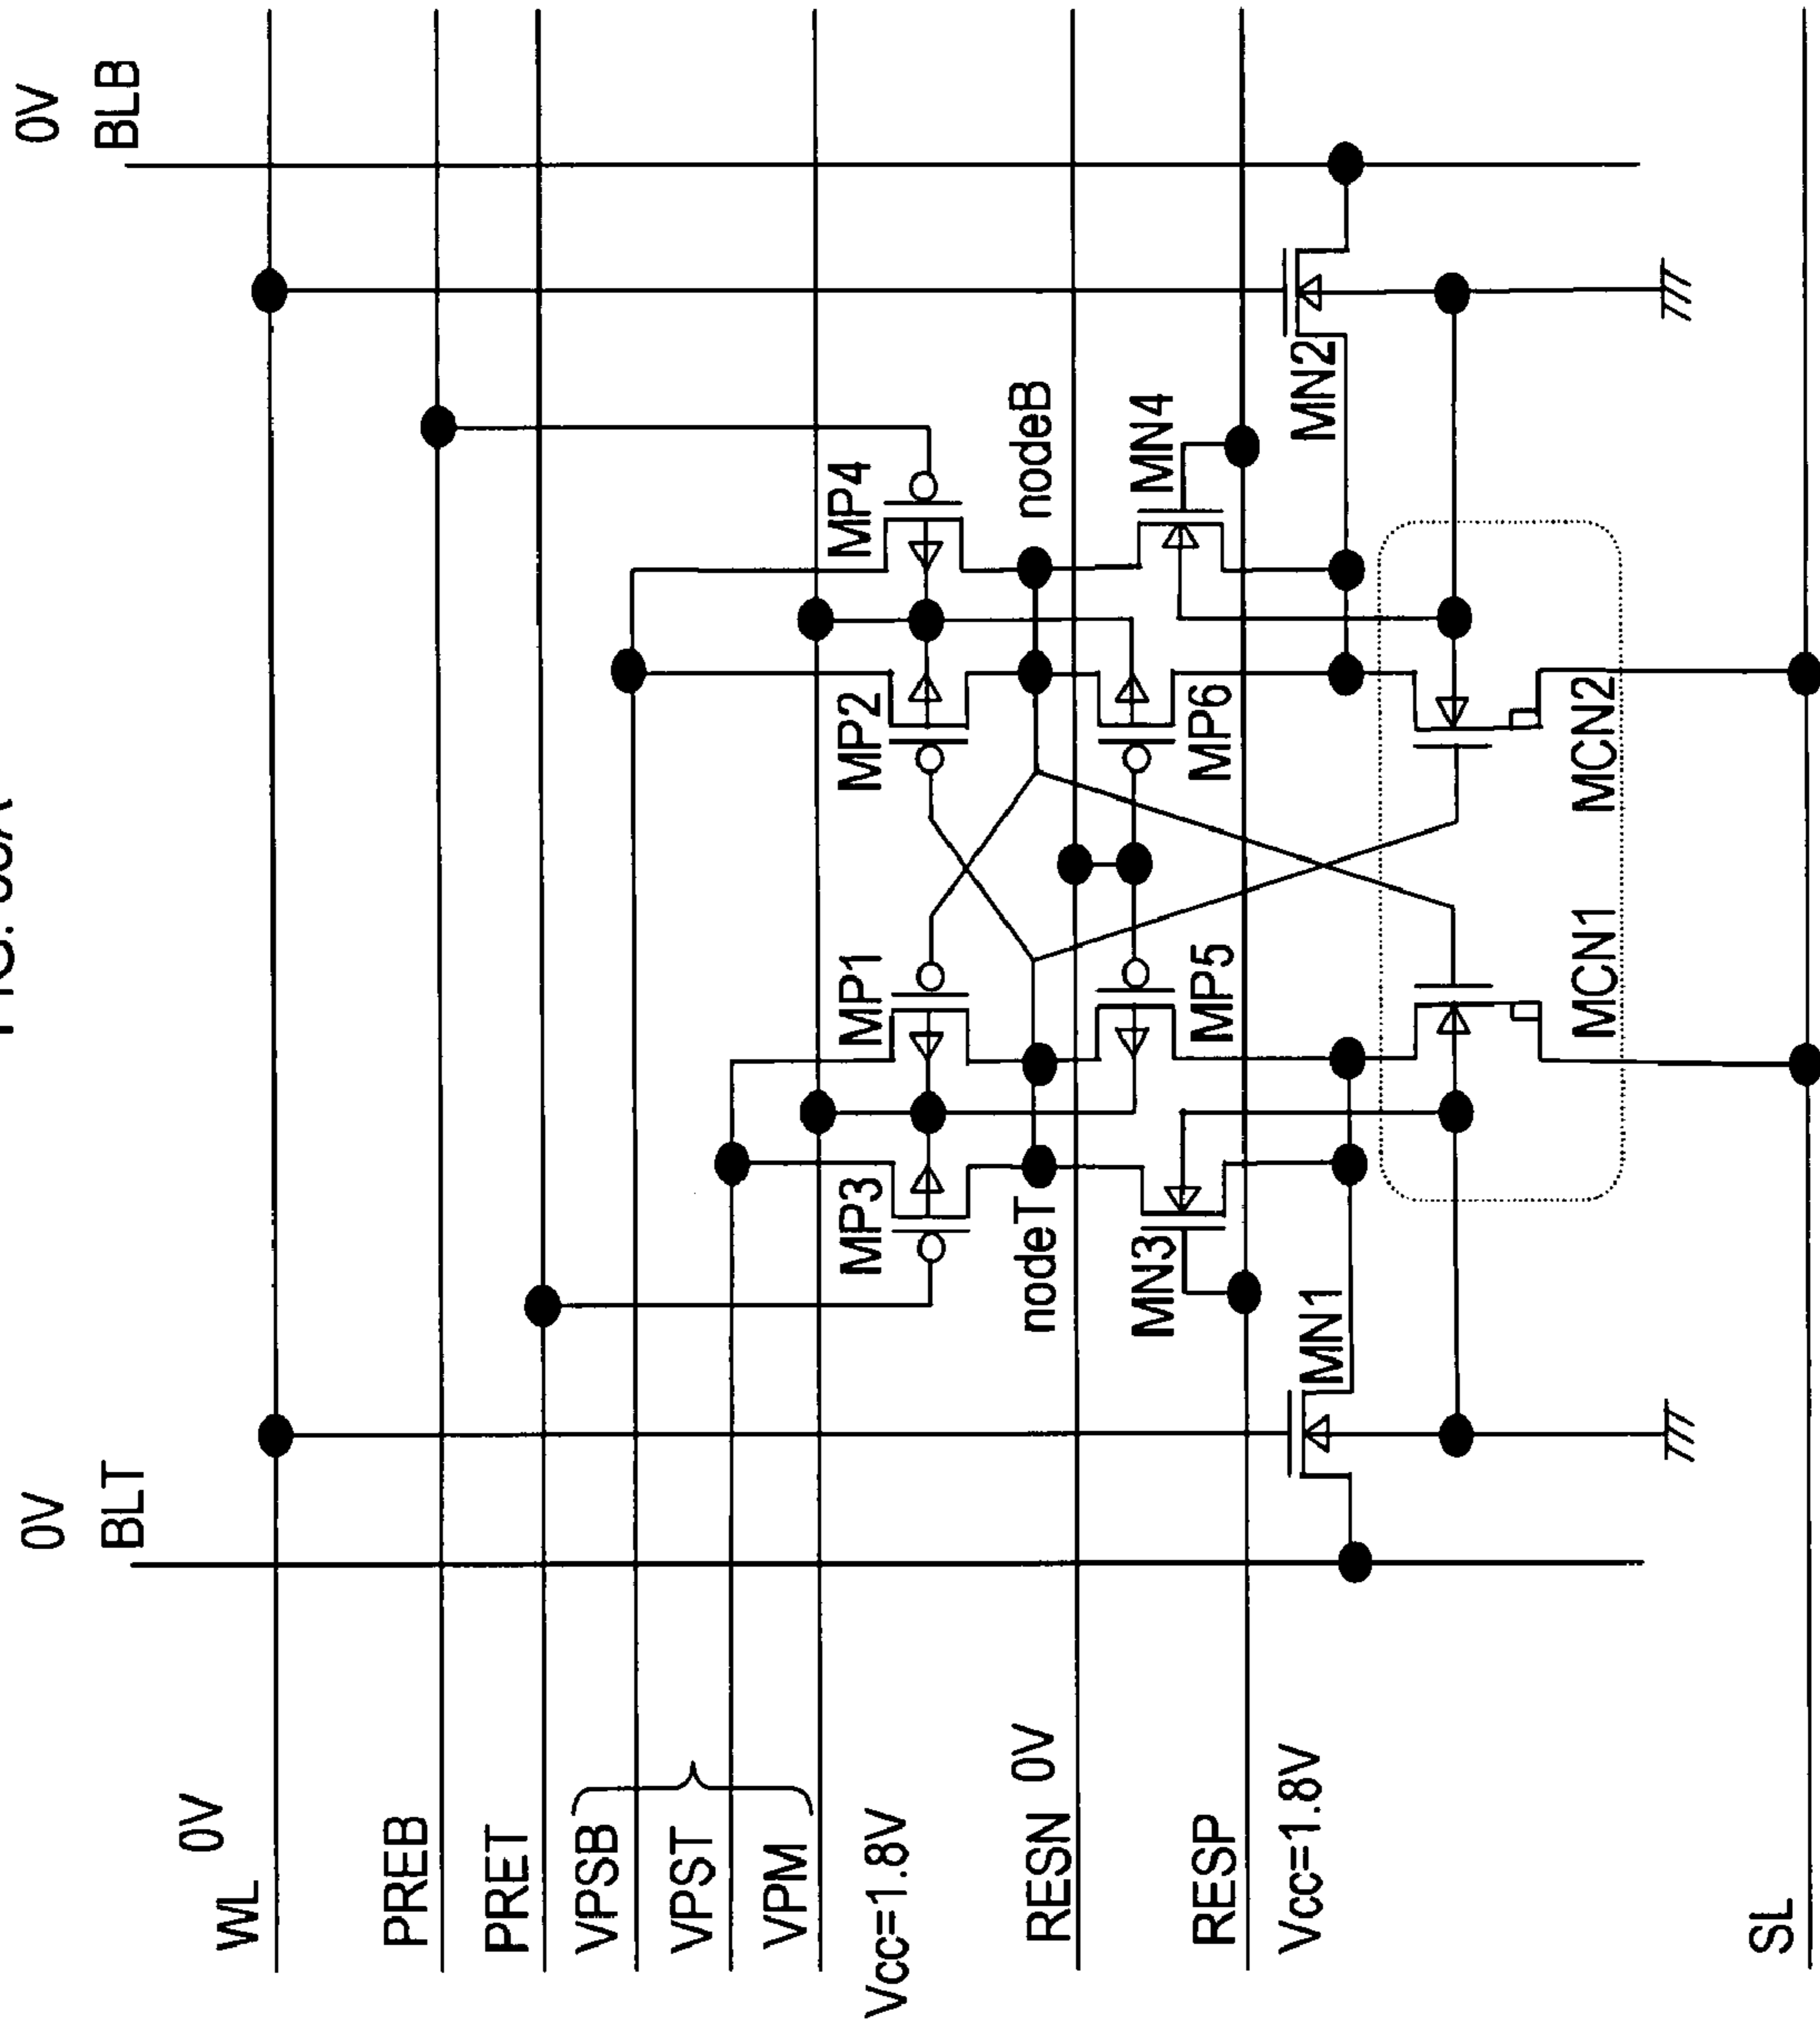 0V
BLT
0V
BLB
WL
0V
PREB
PRET
VPSB
VPST
VPM
Vcc=1.8V
MP3
MP1
MP2
MP4
nodeT
nodeB
RESN
0V
MN3
MP5
MP6
MN4
RESP
Vcc=1.8V
MN1
MN2
MCN1
MCN2
SL